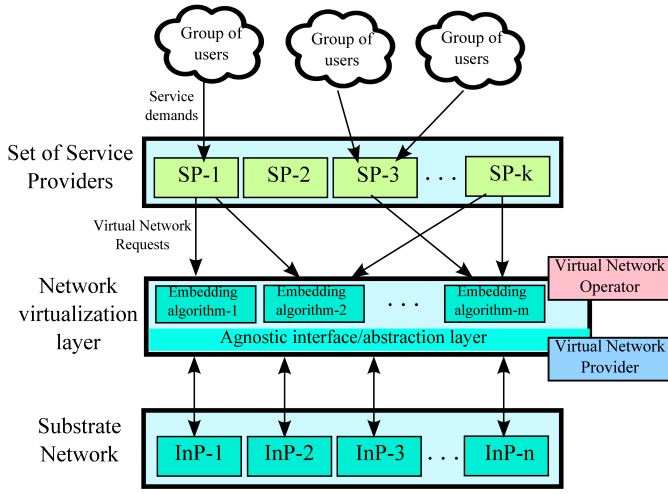 Group of
users
Group of
users
Group of
users
Service
demands
Set of Service
Providers
SP-1
SP-2
SP-3
. . .
SP-k
Virtual Network
Requests
Network
virtualization
layer
Embedding
algorithm-1
Embedding
algorithm-2
. . .
Embedding
algorithm-m
Virtual Network
Operator
Agnostic interface/abstraction layer
Virtual Network
Provider
Substrate
Network
InP-1
InP-2
InP-3
. . .
InP-n